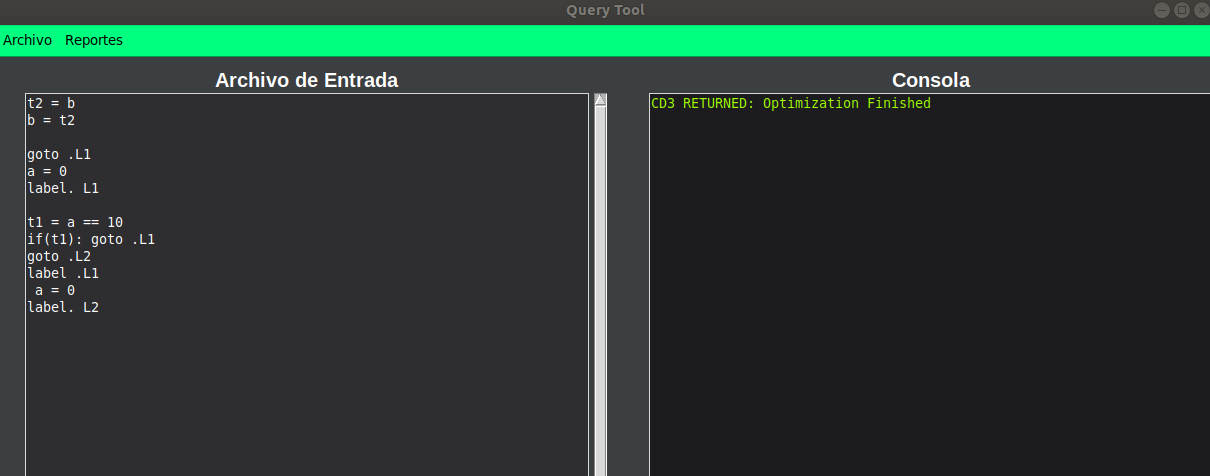 Query Tool
Archivo Reportes
Archivo de Entrada
t2 = b
b = t2
goto .L1
a = 0
label. L1
t1 = a == 10
if(t1): goto .L1
goto .L2
label .L1
a = 0
label. L2
Consola
CD3 RETURNED: Optimization Finished